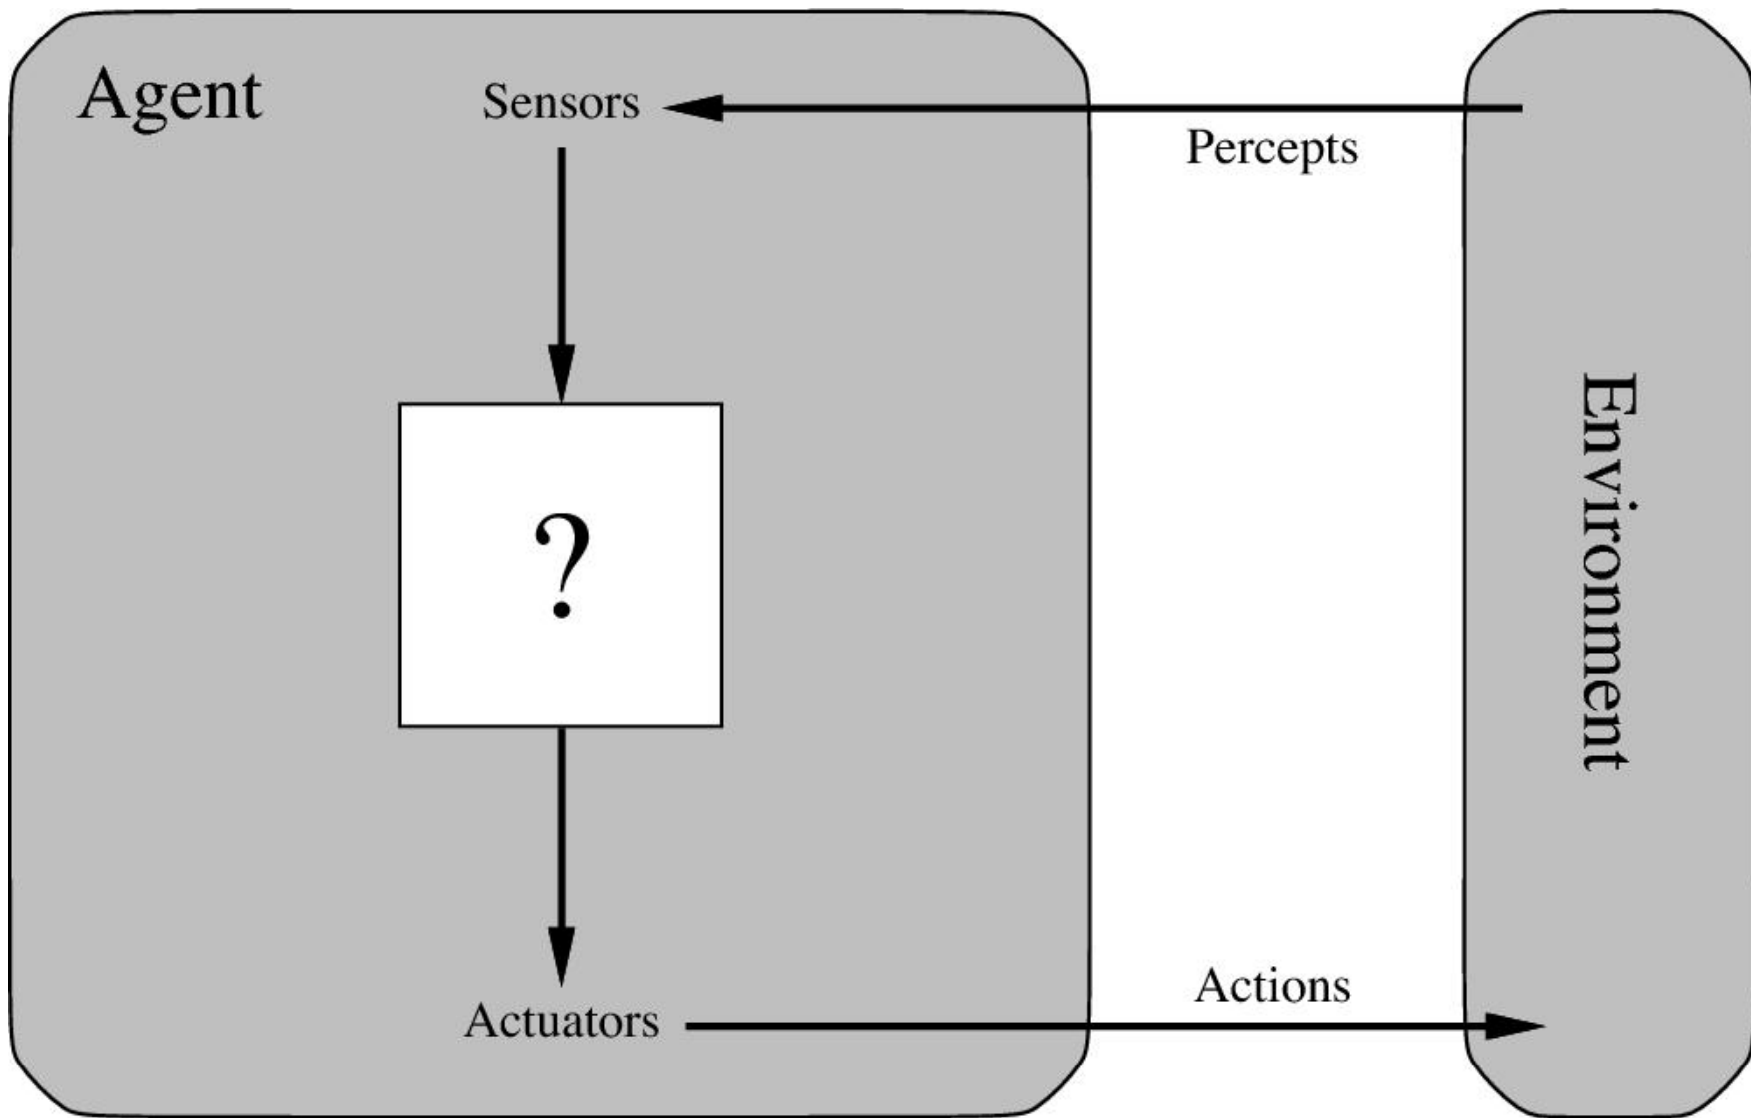 Agent
Sensors
Percepts
?
Environment
Actions
Actuators